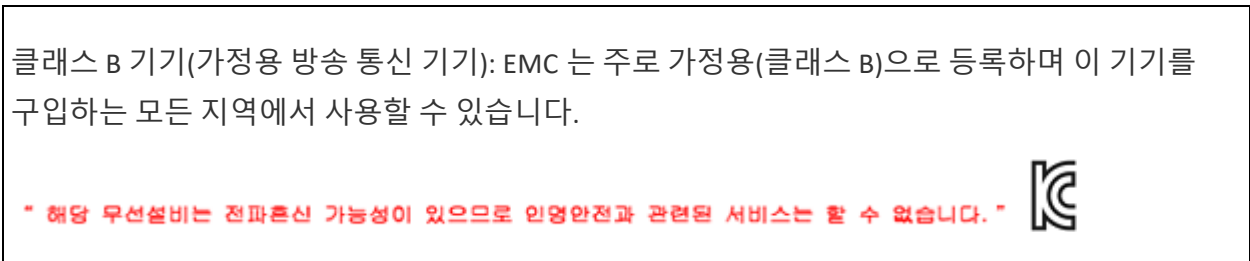 클래스 B 기기(가정용 방송 통신 기기): EMC 는 주로 가정용(클래스 B)으로 등록하며 이 기기를
구입하는 모든 지역에서 사용할 수 있습니다.
“ 해당 무선설비는 전파혼신 가능성이 있으므로 인명안전과 관련된 서비스는 할 수 없습니다. ”